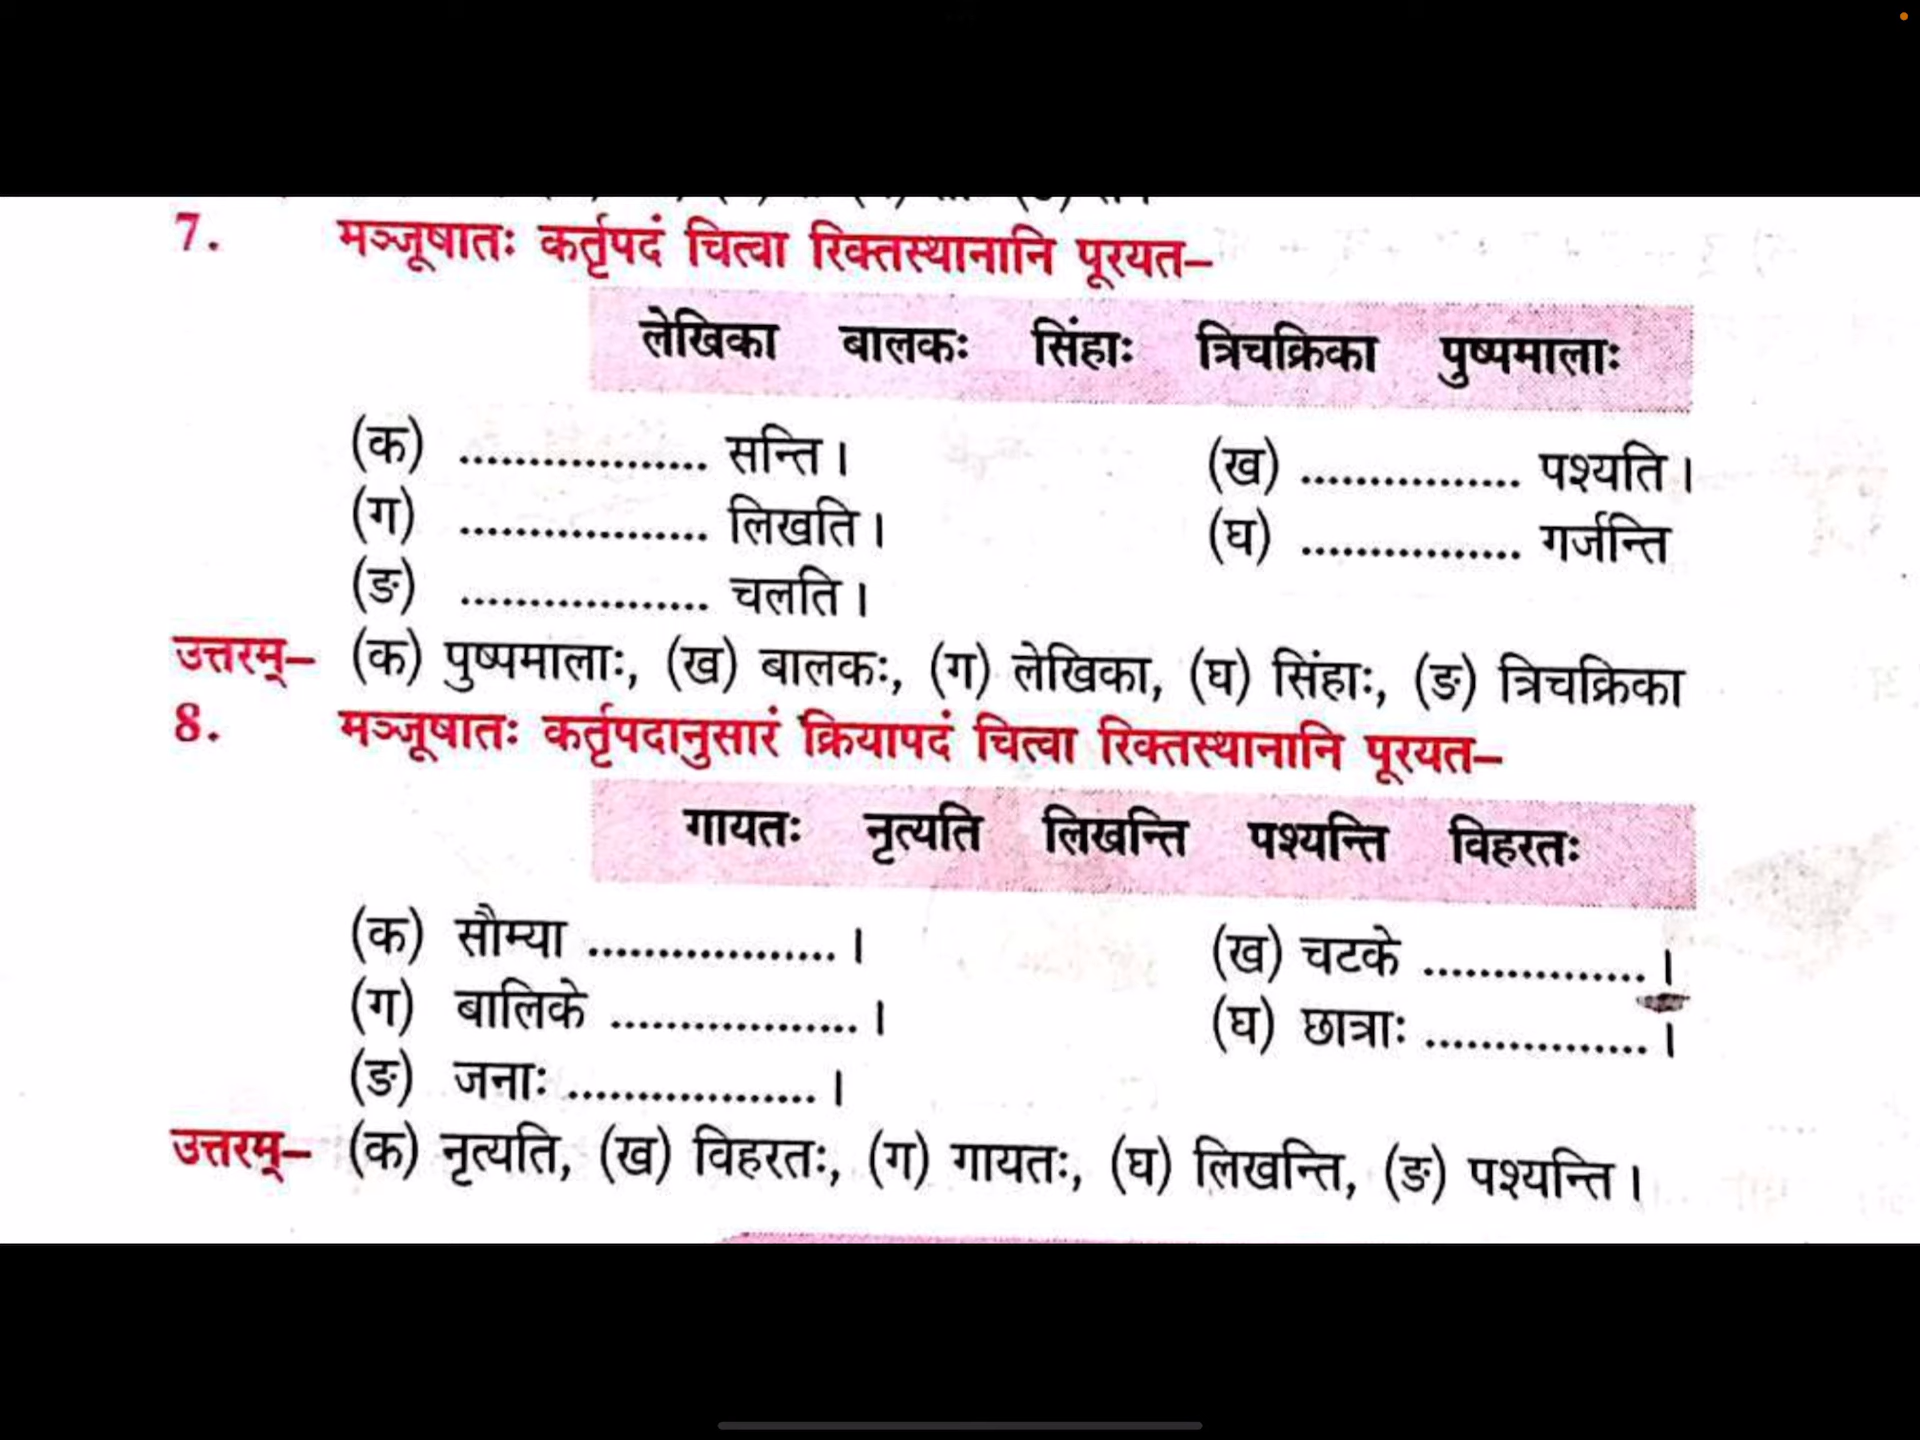 7. मञ्जूषातः कर्तृपदं चित्वा रिक्तस्थानानि पूरयत–
लेखिका बालकः सिंहाः त्रिचक्रिका पुष्पमालाः
(क) .................. सन्ति। (ख) ................ पश्यति।
(ग) .................. लिखति। (घ) ................ गर्जन्ति
(ङ) .................. चलति।
उत्तरम्– (क) पुष्पमालाः, (ख) बालकः, (ग) लेखिका, (घ) सिंहाः, (ङ) त्रिचक्रिका
8. मञ्जूषातः कर्तृपदानुसारं क्रियापदं चित्वा रिक्तस्थानानि पूरयत–
गायतः नृत्यति लिखन्ति पश्यन्ति विहरतः
(क) सौम्या ..................। (ख) चटके ................।
(ग) बालिके ..................। (घ) छात्राः ................।
(ङ) जनाः ..................।
उत्तरम्– (क) नृत्यति, (ख) विहरतः, (ग) गायतः, (घ) लिखन्ति, (ङ) पश्यन्ति।